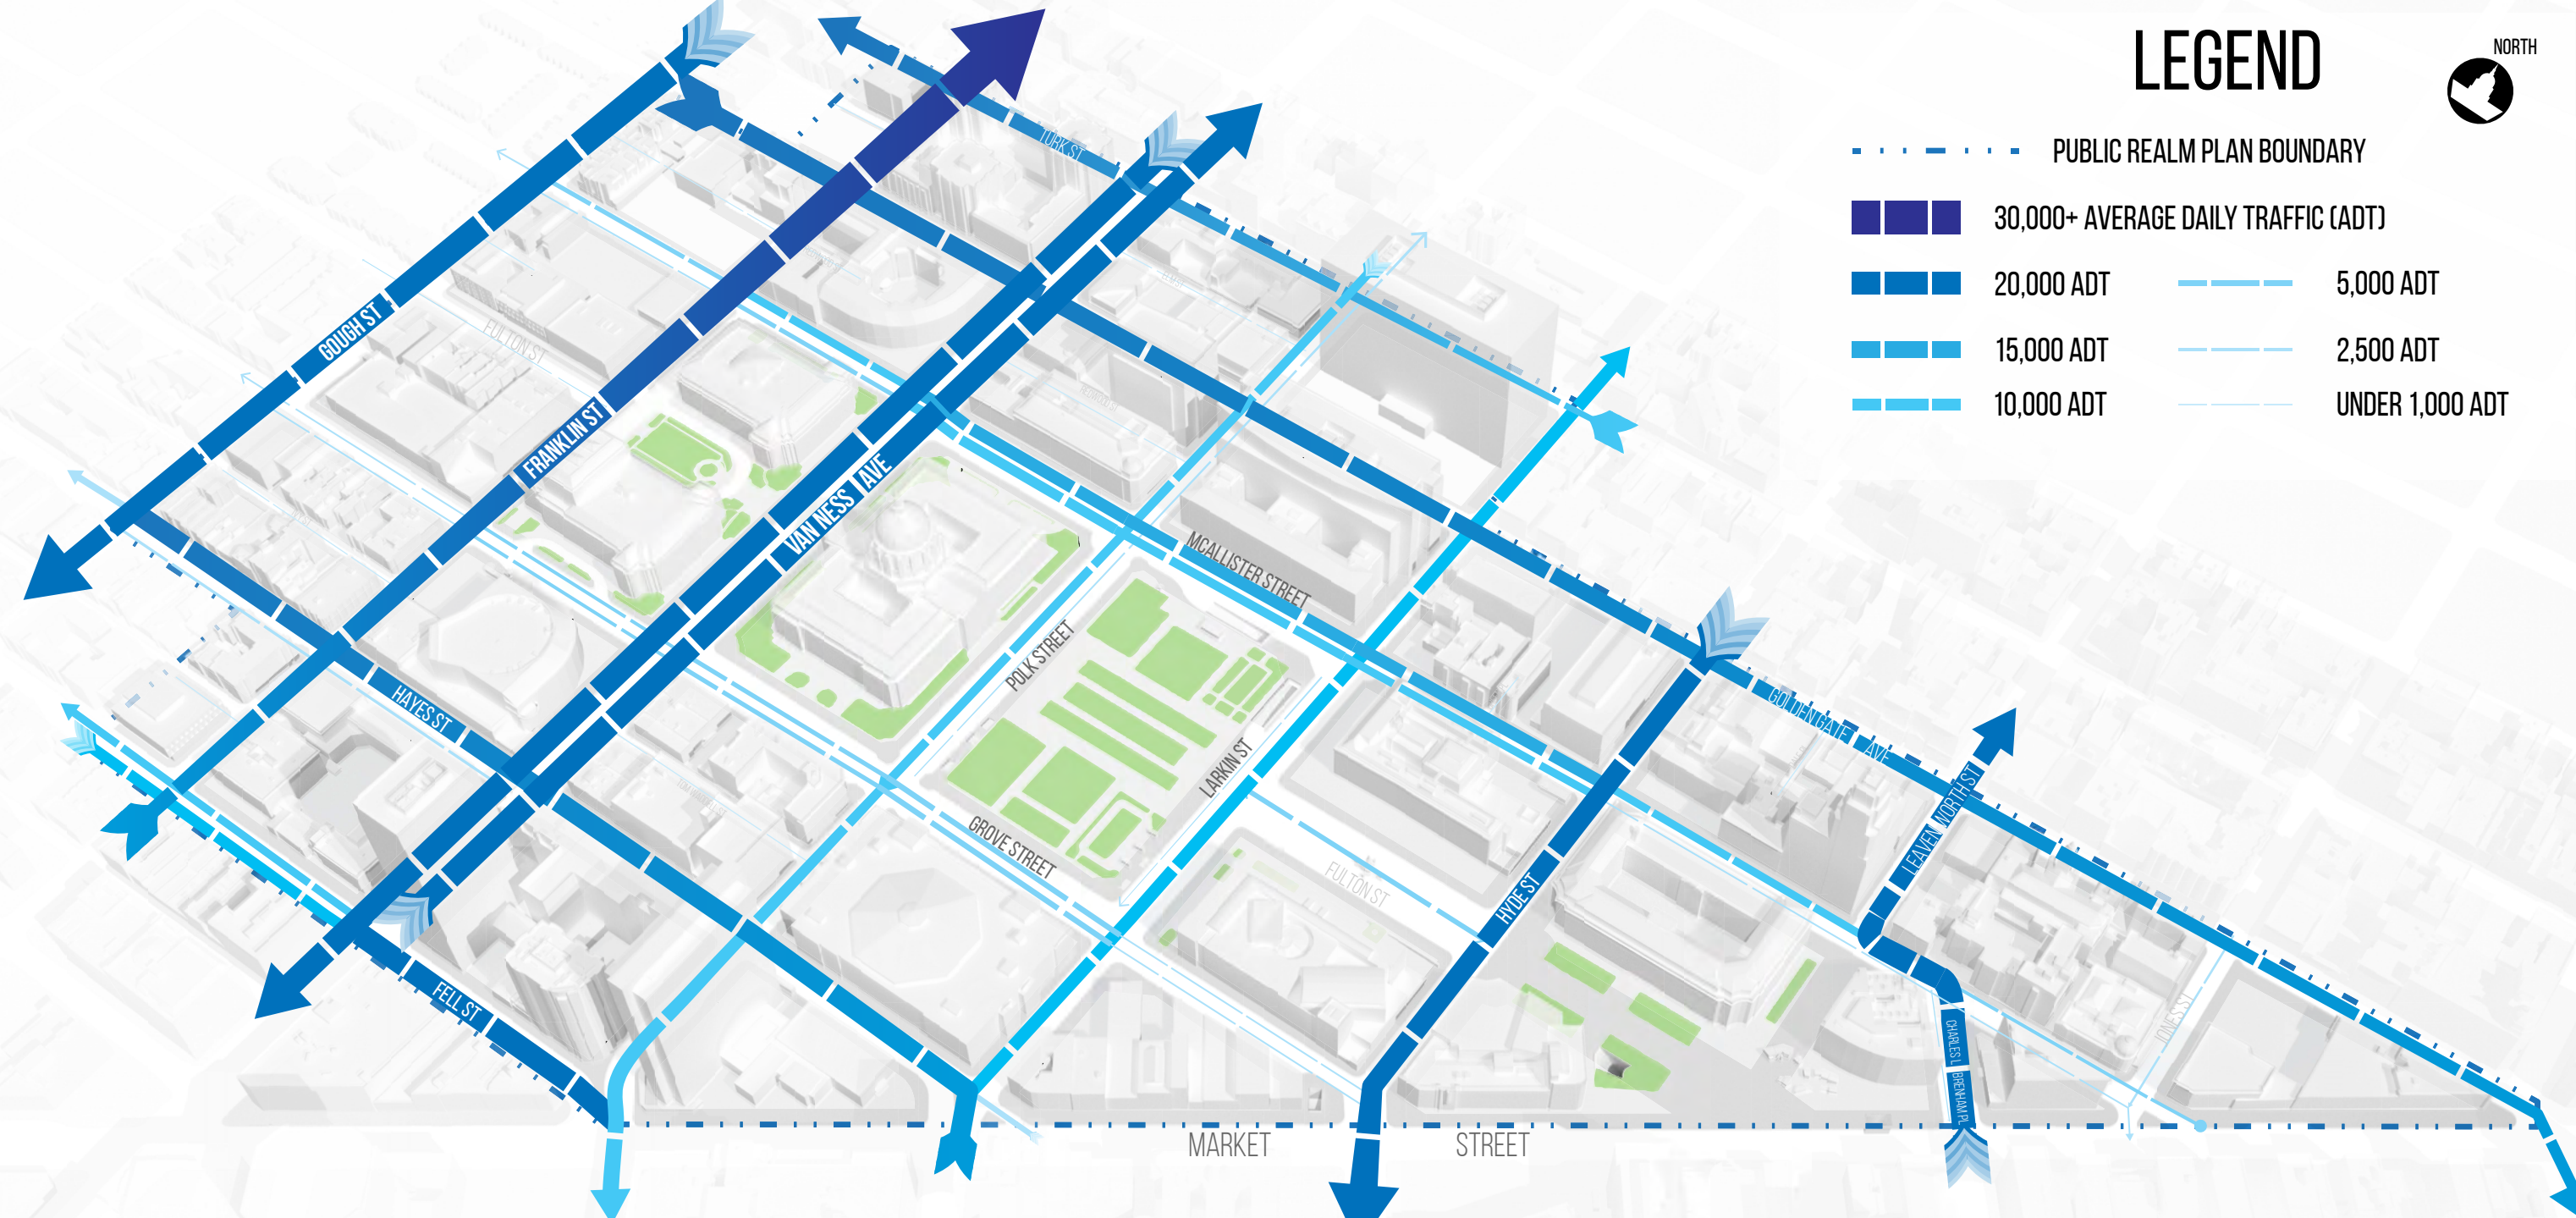 LEGEND
NORTH
PUBLIC REALM PLAN BOUNDARY
30,000+ AVERAGE DAILY TRAFFIC (ADT)
20,000 ADT
5,000 ADT
15,000 ADT
2,500 ADT
10,000 ADT
UNDER 1,000 ADT
TURK ST
GOUGH ST
FULTON ST
FRANKLIN ST
VAN NESS AVE
MCALLISTER STREET
POLK STREET
HAYES ST
GOLDEN GATE AVE
LARKIN ST
LEAVENWORTH ST
GROVE STREET
FULTON ST
HYDE ST
FELL ST
JONES ST
CHARLES L BRENHAM PL
MARKET STREET